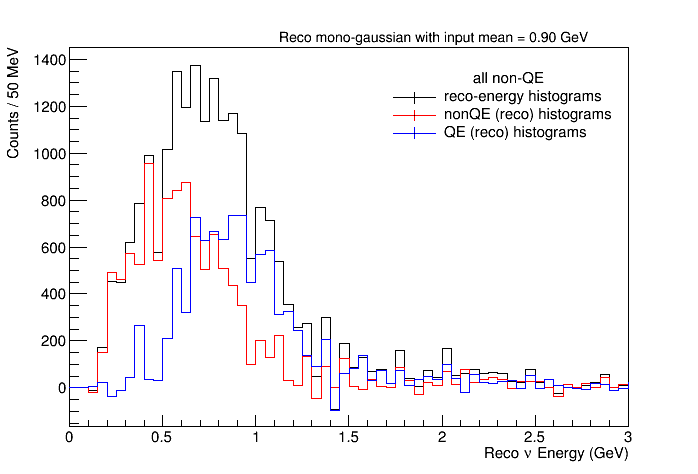 Reco mono-gaussian with input mean = 0.90 GeV
Counts / 50 MeV
1400
1200
1000
800
600
400
200
0
all non-QE
reco-energy histograms
nonQE (reco) histograms
QE (reco) histograms
0 0.5 1 1.5 2 2.5 3
Reco ν Energy (GeV)